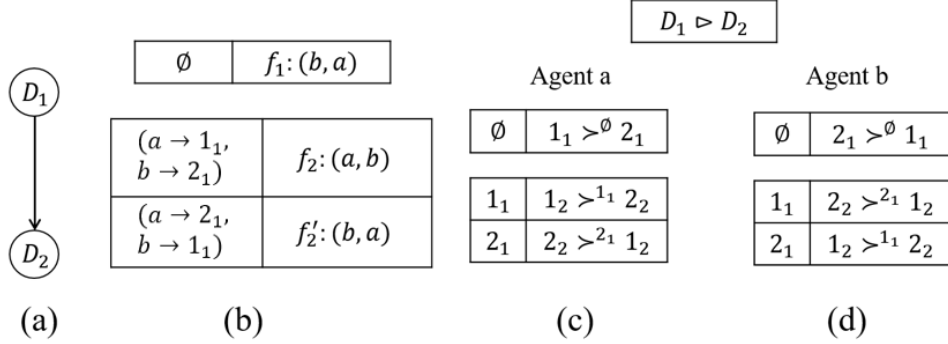 D₁ ▷ D₂
D₁
D₂
∅ f₁: (b, a)
(a → 1₁, b → 2₁) f₂: (a, b)
(a → 2₁, b → 1₁) f₂′: (b, a)
Agent a
∅ 1₁ ≻^∅ 2₁
1₁ 1₂ ≻^{1₁} 2₂
2₁ 2₂ ≻^{2₁} 1₂
Agent b
∅ 2₁ ≻^∅ 1₁
1₁ 2₂ ≻^{2₁} 1₂
2₁ 1₂ ≻^{1₁} 2₂
(a) (b) (c) (d)